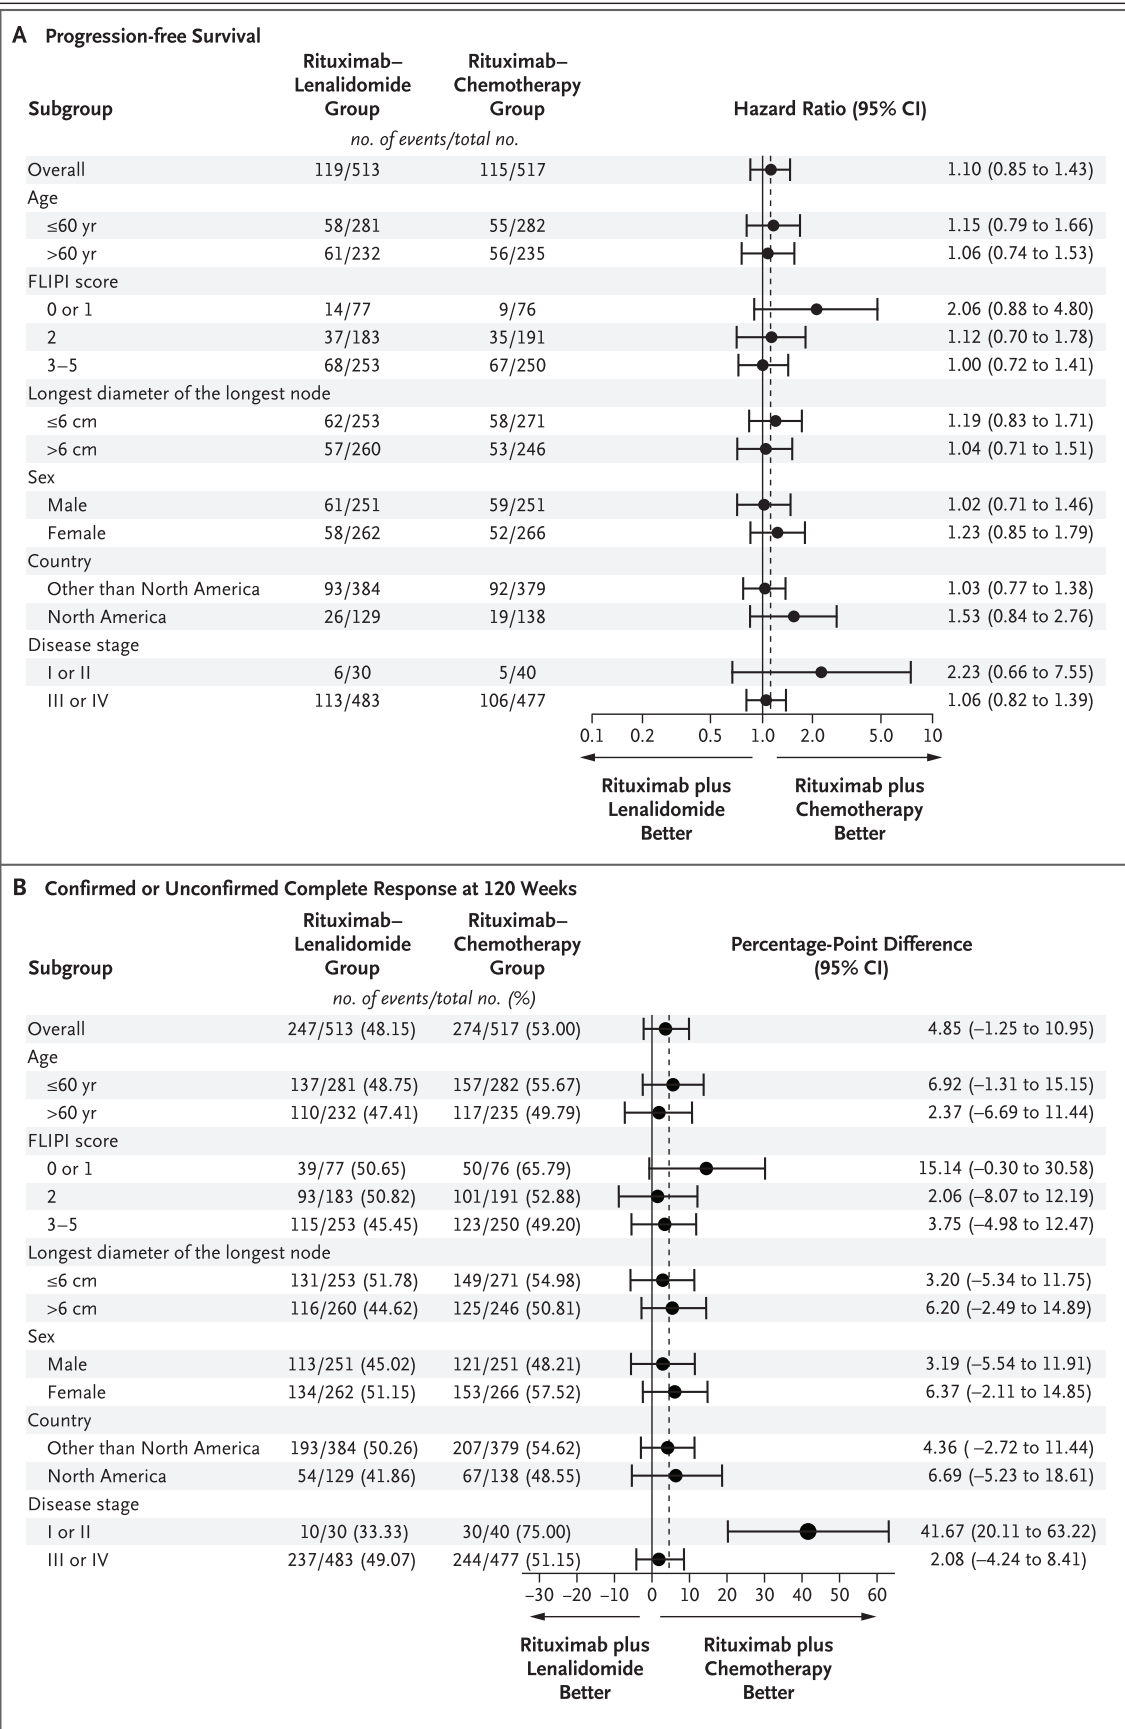 A Progression-free Survival
Subgroup
Rituximab–
Lenalidomide
Group
Rituximab–
Chemotherapy
Group
Hazard Ratio (95% CI)
no. of events/total no.
Overall 119/513 115/517 1.10 (0.85 to 1.43)
Age
≤60 yr 58/281 55/282 1.15 (0.79 to 1.66)
>60 yr 61/232 56/235 1.06 (0.74 to 1.53)
FLIPI score
0 or 1 14/77 9/76 2.06 (0.88 to 4.80)
2 37/183 35/191 1.12 (0.70 to 1.78)
3–5 68/253 67/250 1.00 (0.72 to 1.41)
Longest diameter of the longest node
≤6 cm 62/253 58/271 1.19 (0.83 to 1.71)
>6 cm 57/260 53/246 1.04 (0.71 to 1.51)
Sex
Male 61/251 59/251 1.02 (0.71 to 1.46)
Female 58/262 52/266 1.23 (0.85 to 1.79)
Country
Other than North America 93/384 92/379 1.03 (0.77 to 1.38)
North America 26/129 19/138 1.53 (0.84 to 2.76)
Disease stage
I or II 6/30 5/40 2.23 (0.66 to 7.55)
III or IV 113/483 106/477 1.06 (0.82 to 1.39)
0.1 0.2 0.5 1.0 2.0 5.0 10
Rituximab plus
Lenalidomide
Better
Rituximab plus
Chemotherapy
Better
B Confirmed or Unconfirmed Complete Response at 120 Weeks
Subgroup
Rituximab–
Lenalidomide
Group
Rituximab–
Chemotherapy
Group
Percentage-Point Difference
(95% CI)
no. of events/total no. (%)
Overall 247/513 (48.15) 274/517 (53.00) 4.85 (–1.25 to 10.95)
Age
≤60 yr 137/281 (48.75) 157/282 (55.67) 6.92 (–1.31 to 15.15)
>60 yr 110/232 (47.41) 117/235 (49.79) 2.37 (–6.69 to 11.44)
FLIPI score
0 or 1 39/77 (50.65) 50/76 (65.79) 15.14 (–0.30 to 30.58)
2 93/183 (50.82) 101/191 (52.88) 2.06 (–8.07 to 12.19)
3–5 115/253 (45.45) 123/250 (49.20) 3.75 (–4.98 to 12.47)
Longest diameter of the longest node
≤6 cm 131/253 (51.78) 149/271 (54.98) 3.20 (–5.34 to 11.75)
>6 cm 116/260 (44.62) 125/246 (50.81) 6.20 (–2.49 to 14.89)
Sex
Male 113/251 (45.02) 121/251 (48.21) 3.19 (–5.54 to 11.91)
Female 134/262 (51.15) 153/266 (57.52) 6.37 (–2.11 to 14.85)
Country
Other than North America 193/384 (50.26) 207/379 (54.62) 4.36 ( –2.72 to 11.44)
North America 54/129 (41.86) 67/138 (48.55) 6.69 (–5.23 to 18.61)
Disease stage
I or II 10/30 (33.33) 30/40 (75.00) 41.67 (20.11 to 63.22)
III or IV 237/483 (49.07) 244/477 (51.15) 2.08 (–4.24 to 8.41)
–30 –20 –10 0 10 20 30 40 50 60
Rituximab plus
Lenalidomide
Better
Rituximab plus
Chemotherapy
Better